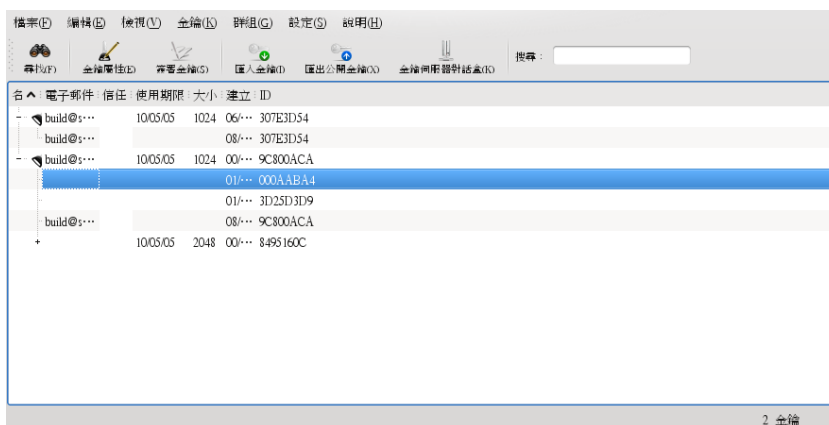 檔案(F) 編輯(E) 檢視(V) 金鑰(K) 群組(G) 設定(S) 說明(H)
尋找(F) 金鑰屬性(E) 簽署金鑰(S) 匯入金鑰(I) 匯出公開金鑰(X) 金鑰伺服器對話盒(K) 搜尋：
名 電子郵件 信任 使用期限 大小 建立 ID
build@s… 10/05/05 1024 06/… 307E3D54
build@s… 08/… 307E3D54
build@s… 10/05/05 1024 00/… 9C800ACA
01/… 000AABA4
01/… 3D25D3D9
build@s… 08/… 9C800ACA
10/05/05 2048 00/… 8495160C
2 金鑰